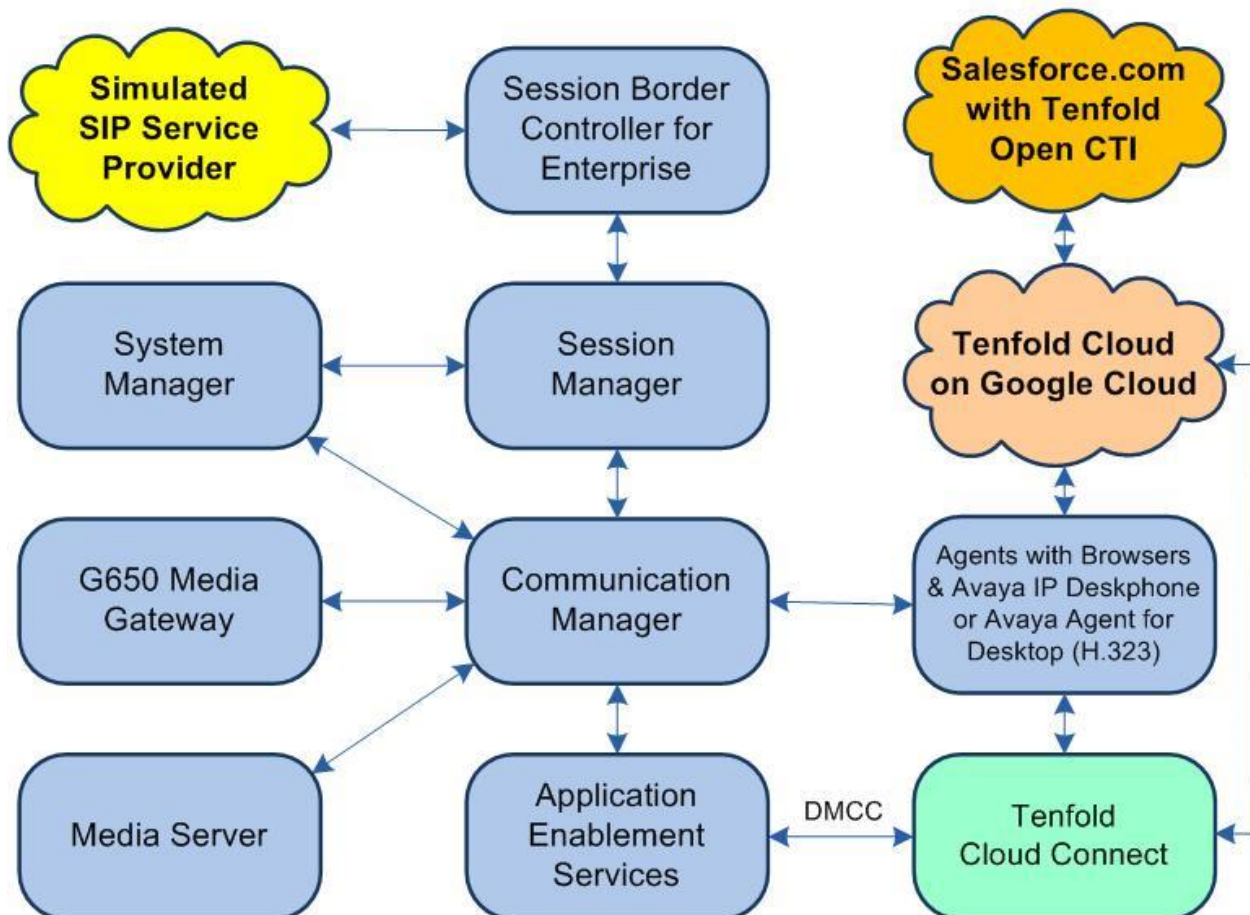 Simulated
SIP Service
Provider
Session Border
Controller for
Enterprise
Salesforce.com
with Tenfold
Open CTI
System
Manager
Session
Manager
Tenfold Cloud
on Google Cloud
G650 Media
Gateway
Communication
Manager
Agents with Browsers
& Avaya IP Deskphone
or Avaya Agent for
Desktop (H.323)
Media Server
Application
Enablement
Services
DMCC
Tenfold
Cloud Connect